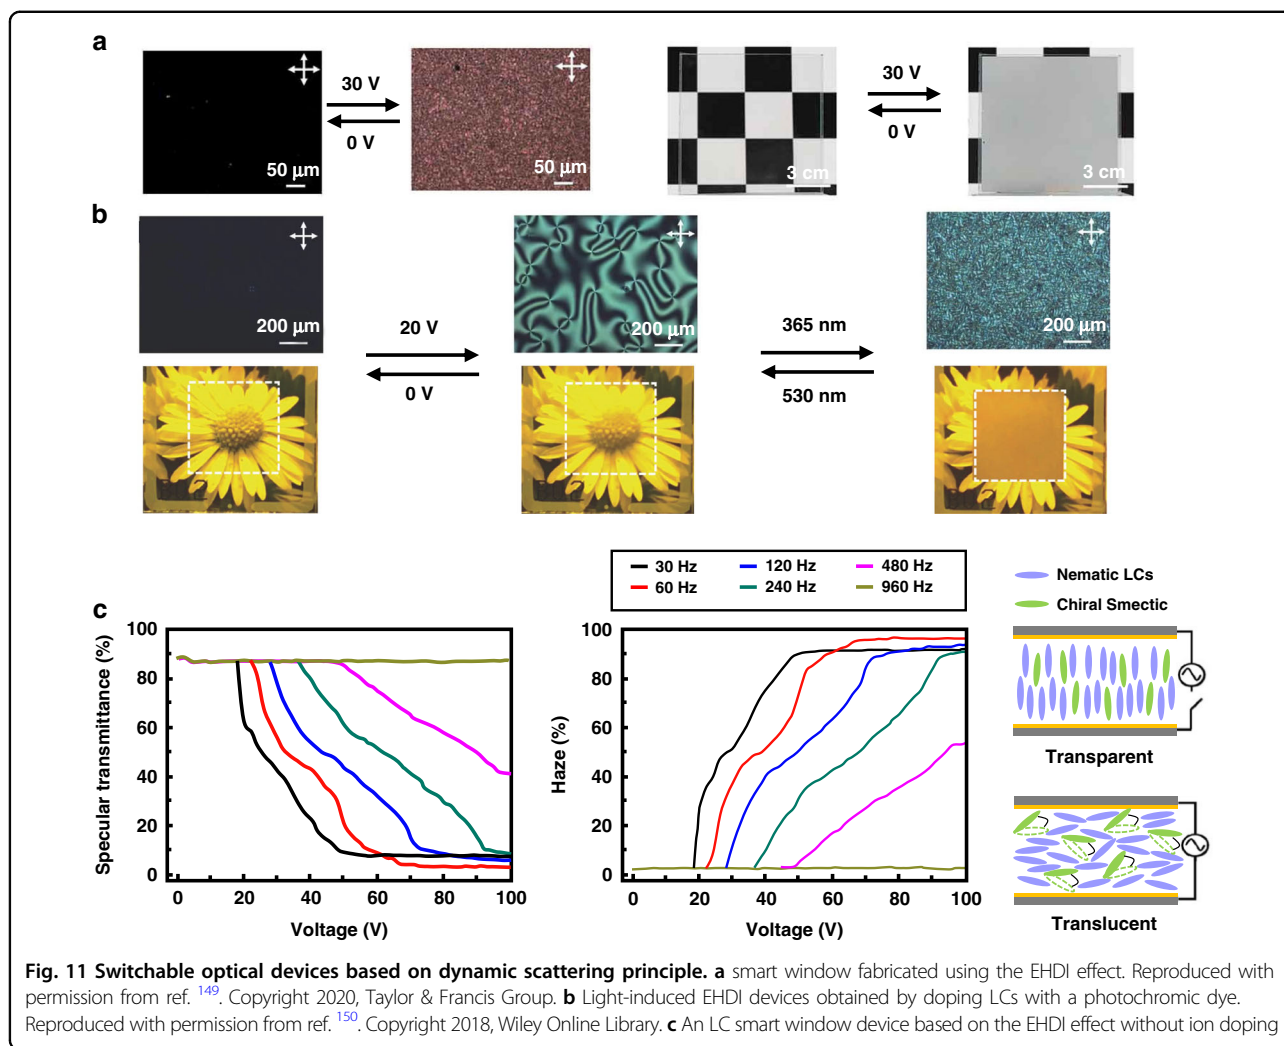 a
30 V
0 V
50 μm
50 μm
30 V
0 V
3 cm
3 cm
b
200 μm
20 V
0 V
200 μm
365 nm
530 nm
200 μm
c
30 Hz 120 Hz 480 Hz
60 Hz 240 Hz 960 Hz
Specular transmittance (%)
100
80
60
40
20
0
0 20 40 60 80 100
Voltage (V)
Haze (%)
100
80
60
40
20
0
0 20 40 60 80 100
Voltage (V)
Nematic LCs
Chiral Smectic
Transparent
Translucent
Fig. 11 Switchable optical devices based on dynamic scattering principle. a smart window fabricated using the EHDI effect. Reproduced with
permission from ref. 149. Copyright 2020, Taylor & Francis Group. b Light-induced EHDI devices obtained by doping LCs with a photochromic dye.
Reproduced with permission from ref. 150. Copyright 2018, Wiley Online Library. c An LC smart window device based on the EHDI effect without ion doping